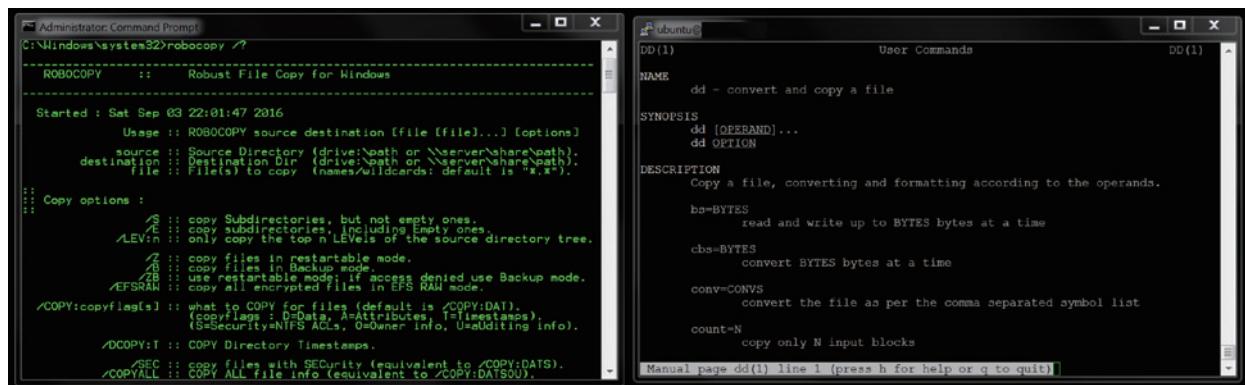 Administrator: Command Prompt
C:\Windows\system32>robocopy /?
-------------------------------------------------------------------------------
ROBOCOPY :: Robust File Copy for Windows
-------------------------------------------------------------------------------
Started : Sat Sep 03 22:01:47 2016
Usage :: ROBOCOPY source destination [file [file]...] [options]
source :: Source Directory (drive:\path or \\server\share\path).
destination :: Destination Dir (drive:\path or \\server\share\path).
file :: File(s) to copy (names/wildcards: default is "*.*").
::
:: Copy options :
::
/S :: copy Subdirectories, but not empty ones.
/E :: copy subdirectories, including Empty ones.
/LEV:n :: only copy the top n LEVels of the source directory tree.
/Z :: copy files in restartable mode.
/B :: copy files in Backup mode.
/ZB :: use restartable mode; if access denied use Backup mode.
/EFSRAW :: copy all encrypted files in EFS RAW mode.
/COPY:copyflag[s] :: what to COPY for files (default is /COPY:DAT).
(copyflags : D=Data, A=Attributes, T=Timestamps).
(S=Security=NTFS ACLs, O=Owner info, U=aUditing info).
/DCOPY:T :: COPY Directory Timestamps.
/SEC :: copy files with SECurity (equivalent to /COPY:DATS).
/COPYALL :: COPY ALL file info (equivalent to /COPY:DATSOU).
ubuntu@
DD(1) User Commands DD(1)
NAME
dd - convert and copy a file
SYNOPSIS
dd [OPERAND]...
dd OPTION
DESCRIPTION
Copy a file, converting and formatting according to the operands.
bs=BYTES
read and write up to BYTES bytes at a time
cbs=BYTES
convert BYTES bytes at a time
conv=CONVS
convert the file as per the comma separated symbol list
count=N
copy only N input blocks
Manual page dd(1) line 1 (press h for help or q to quit)